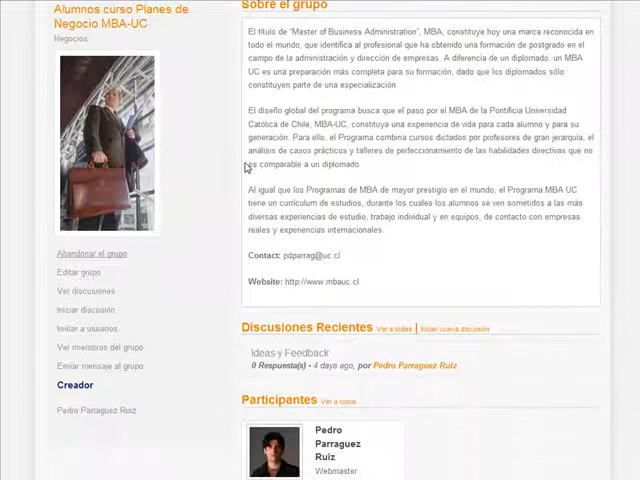 Alumnos curso Planes de
Negocio MBA-UC
Negocios
Abandonar el grupo
Editar grupo
Ver discusiones
Iniciar discusión
Invitar a usuarios
Ver miembros del grupo
Enviar mensaje al grupo
Creador
Pedro Parraguez Ruiz
Sobre el grupo
El título de "Master of Business Administration", MBA, constituye hoy una marca reconocida en
todo el mundo, que identifica al profesional que ha obtenido una formación de postgrado en el
campo de la administración y dirección de empresas. A diferencia de un diplomado, un MBA
UC es una preparación más completa para su formación, dado que los diplomados sólo
constituyen parte de una especialización.
El diseño global del programa busca que el paso por el MBA de la Pontificia Universidad
Católica de Chile, MBA-UC, constituya una experiencia de vida para cada alumno y para su
generación. Para ello, el Programa combina cursos dictados por profesores de gran jerarquía, el
análisis de casos prácticos y talleres de perfeccionamiento de las habilidades directivas que no
es comparable a un diplomado.
Al igual que los Programas de MBA de mayor prestigio en el mundo, el Programa MBA UC
tiene un currículum de estudios, durante los cuales los alumnos se ven sometidos a las más
diversas experiencias de estudio, trabajo individual y en equipos, de contacto con empresas
reales y experiencias internacionales.
Contact: pdparrag@uc.cl
Website: http://www.mbauc.cl
Discusiones Recientes Ver a todas | Iniciar nueva discusión
Ideas y Feedback
0 Respuesta(s) - 4 days ago, por Pedro Parraguez Ruiz
Participantes Ver a todos
Pedro
Parraguez
Ruiz
Webmaster